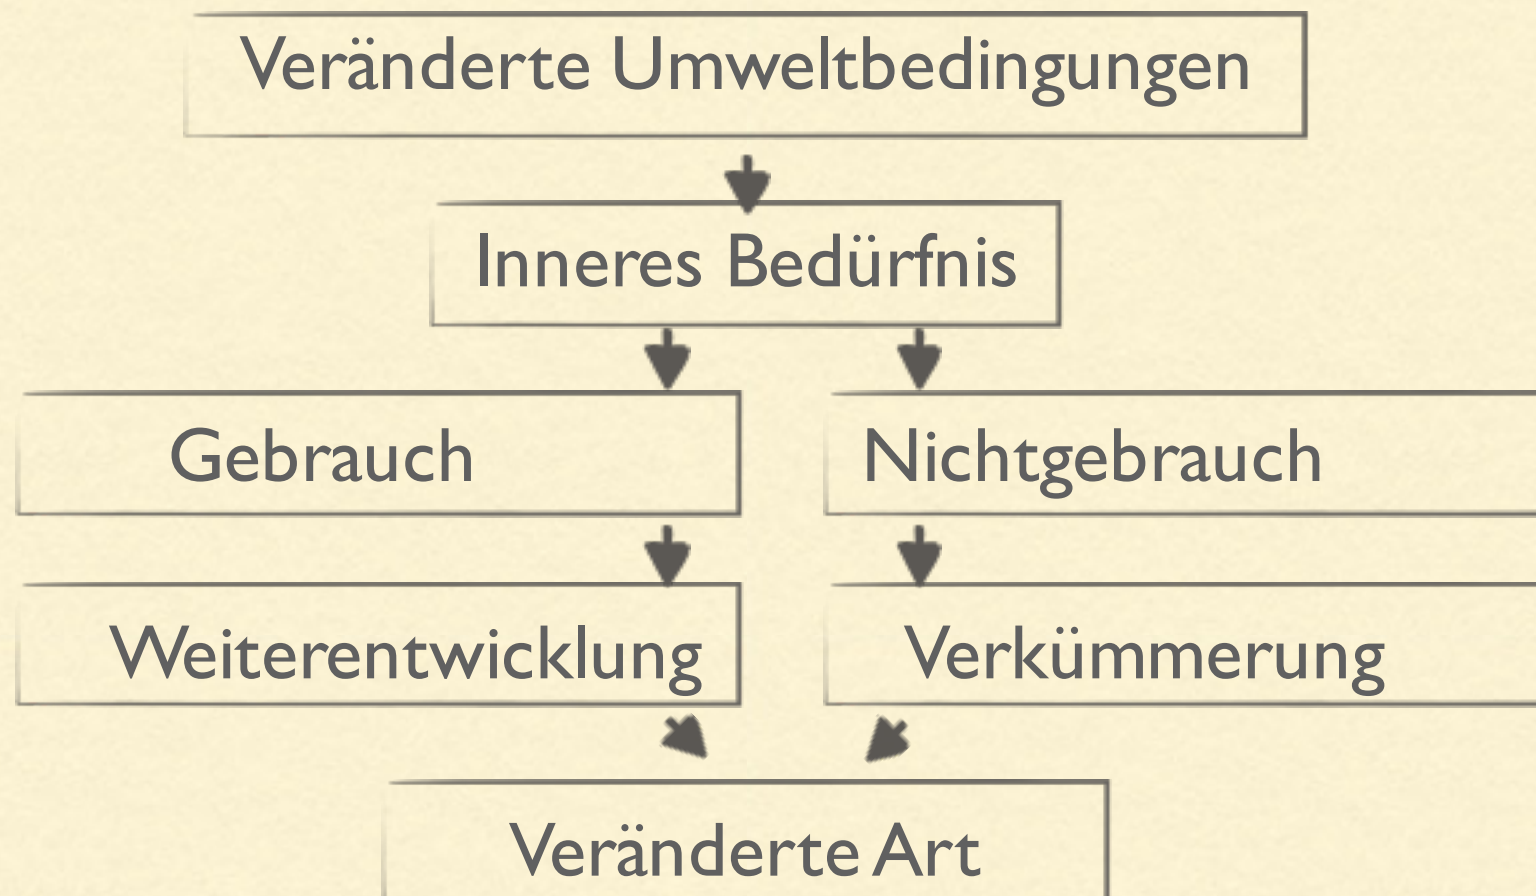 Veränderte Umweltbedingungen
Inneres Bedürfnis
Gebrauch
Nichtgebrauch
Weiterentwicklung
Verkümmerung
Veränderte Art